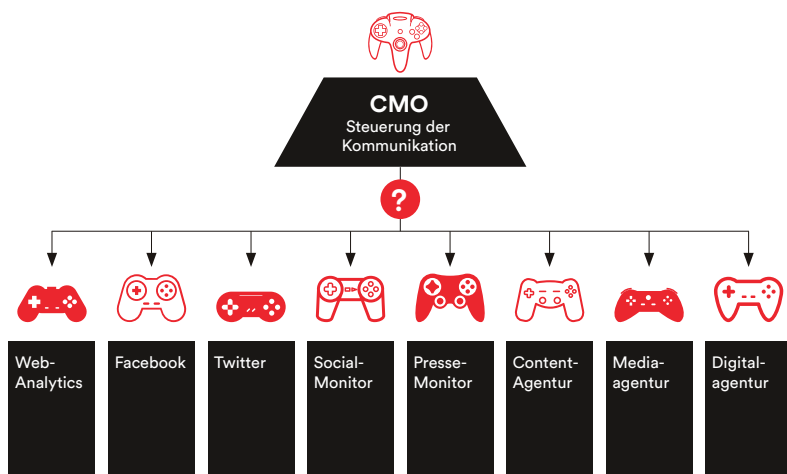 CMO
Steuerung der
Kommunikation
?
Web-
Analytics
Facebook
Twitter
Social-
Monitor
Presse-
Monitor
Content-
Agentur
Media-
agentur
Digital-
agentur